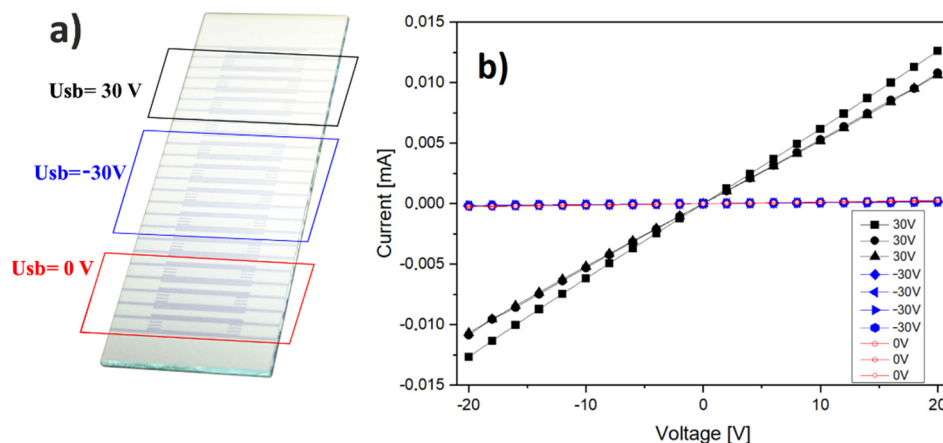 a)
Usb= 30 V
Usb=-30V
Usb= 0 V
b)
0,015
0,010
0,005
0,000
-0,005
-0,010
-0,015
Current [mA]
-20
-10
0
10
20
Voltage [V]
30V
30V
30V
-30V
-30V
-30V
-30V
0V
0V
0V